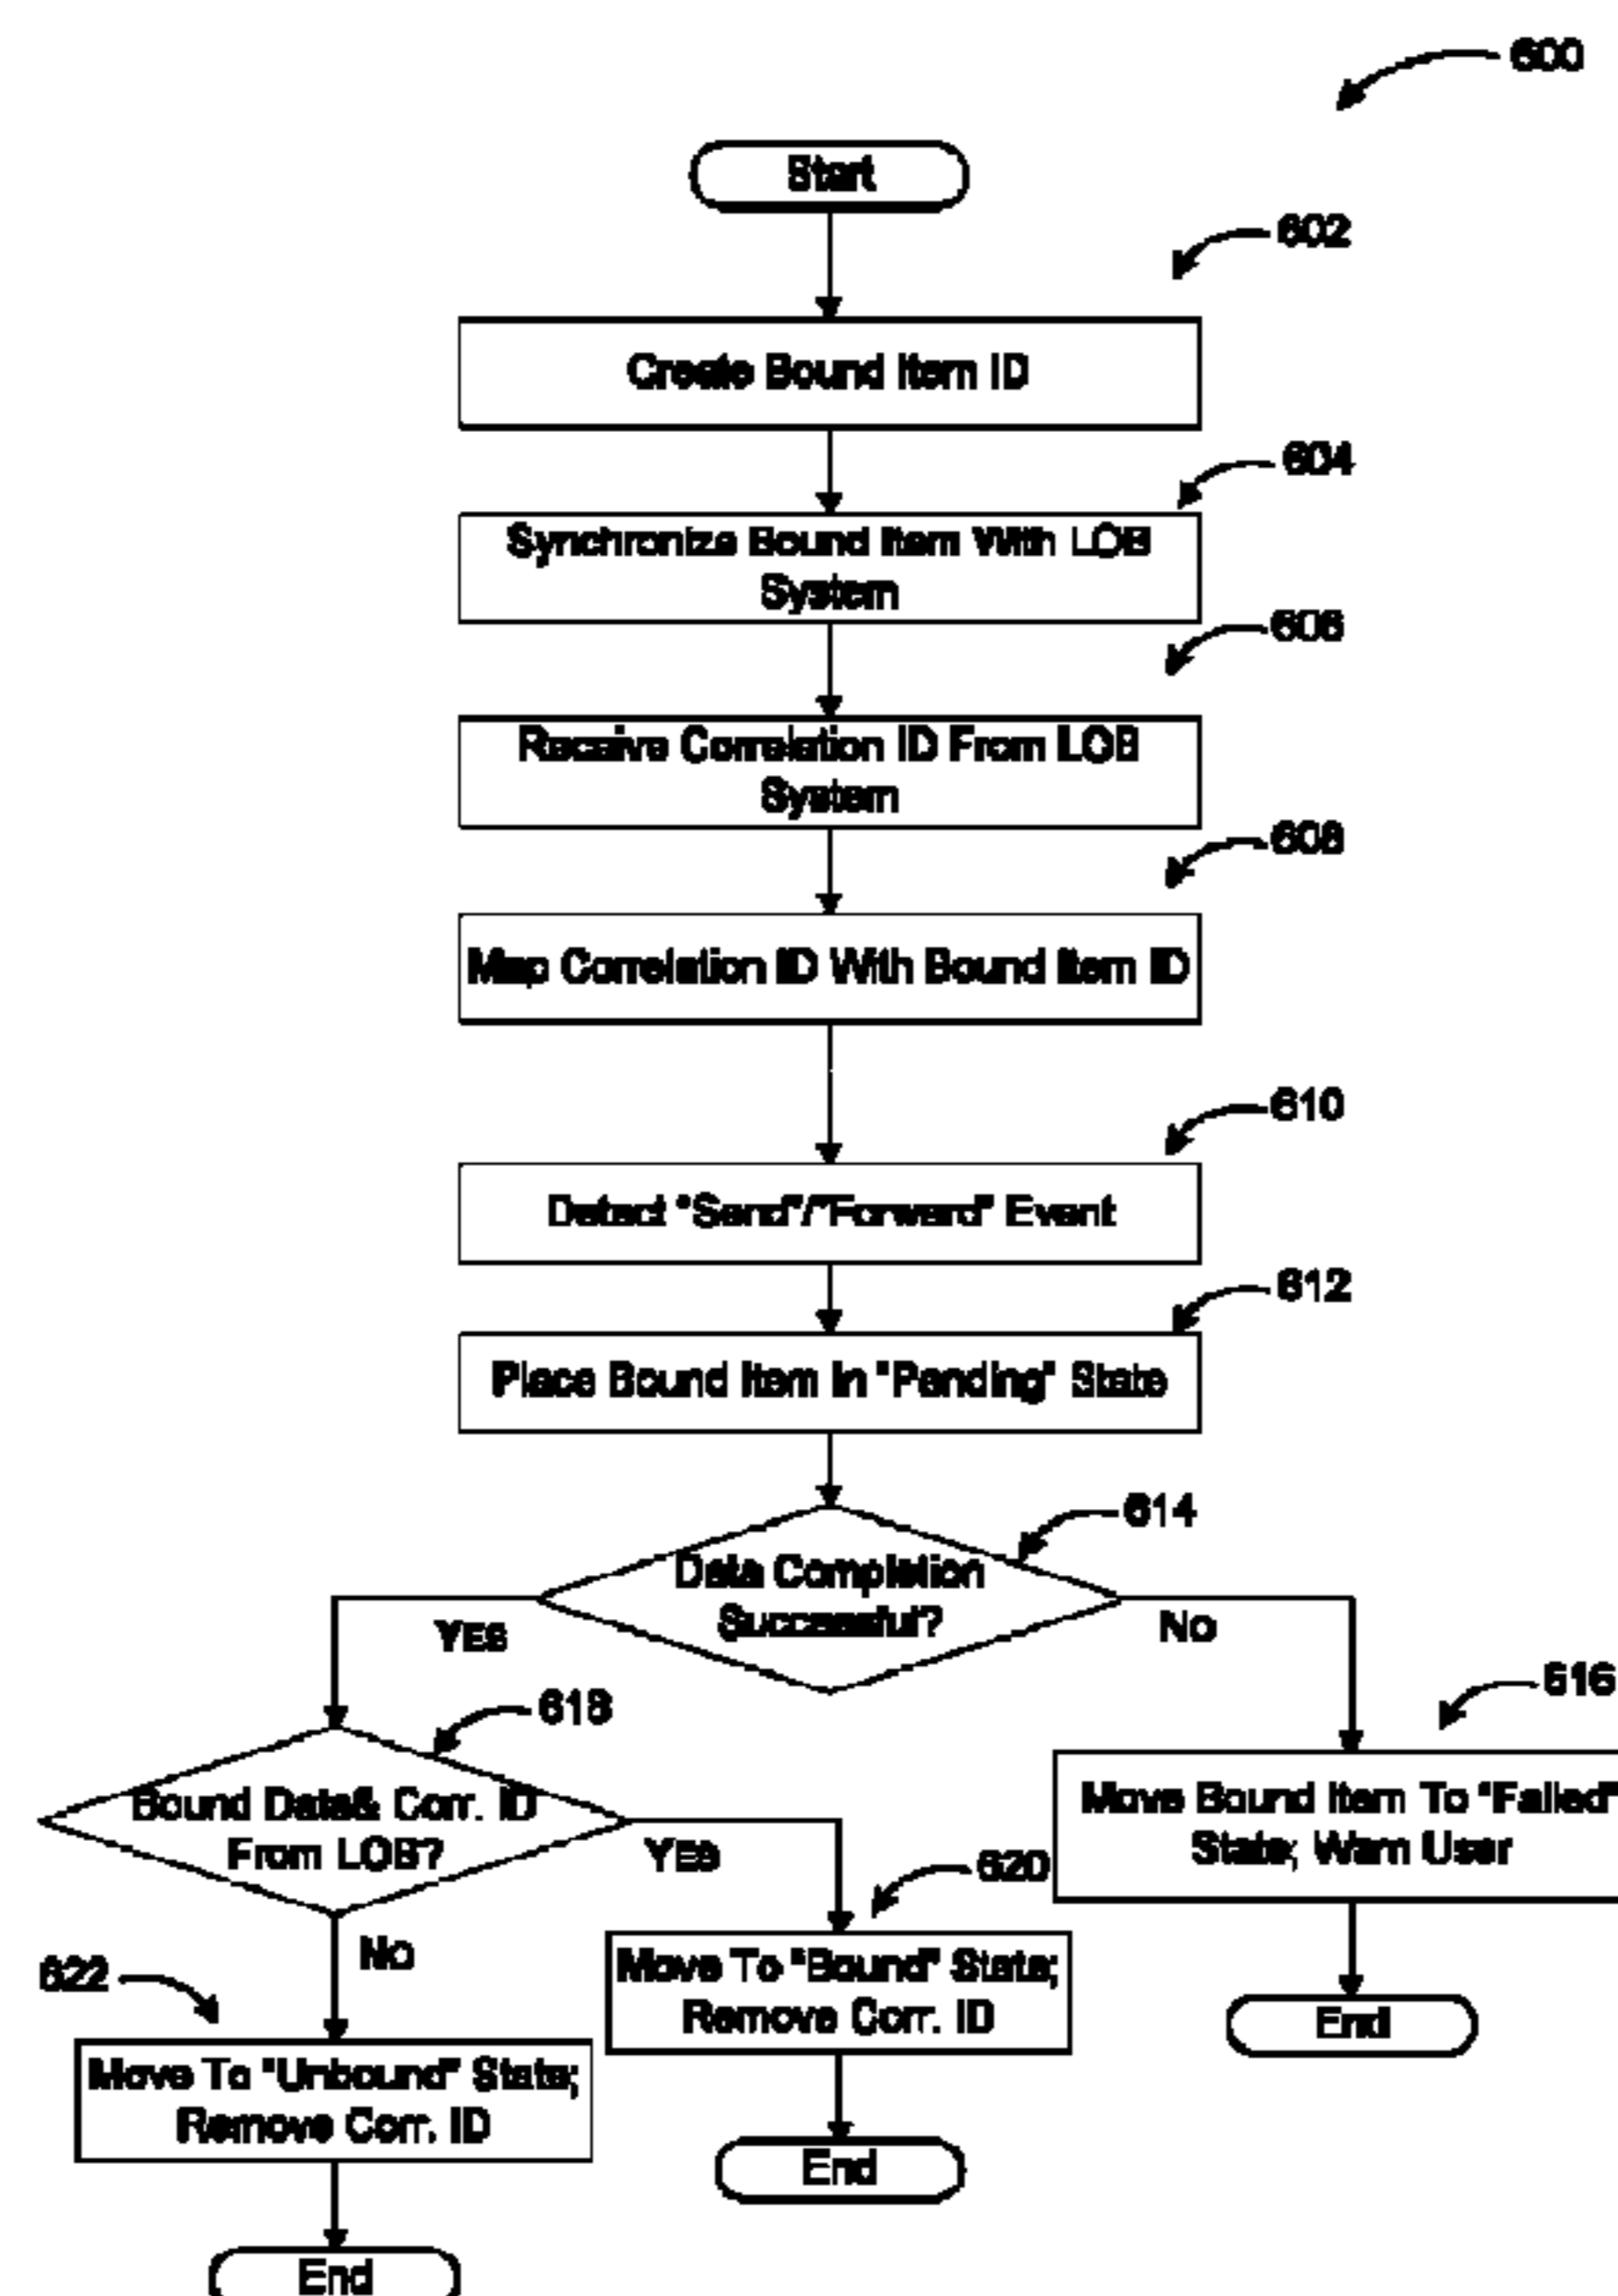 600
Start
602
Create Bound Item ID
604
Synchronize Bound Item With LOB
System
606
Receive Correlation ID From LOB
System
608
Map Correlation ID With Bound Item ID
610
Detect "Send"/"Forward" Event
612
Place Bound Item In "Pending" State
614
Data Completion
Successful?
YES
NO
618
616
Bound Data& Corr. ID
From LOB?
Move Bound Item To "Failed"
State; Warn User
YES
620
NO
622
Move To "Bound" State;
Remove Corr. ID
End
Move To "Unbound" State;
Remove Corr. ID
End
End